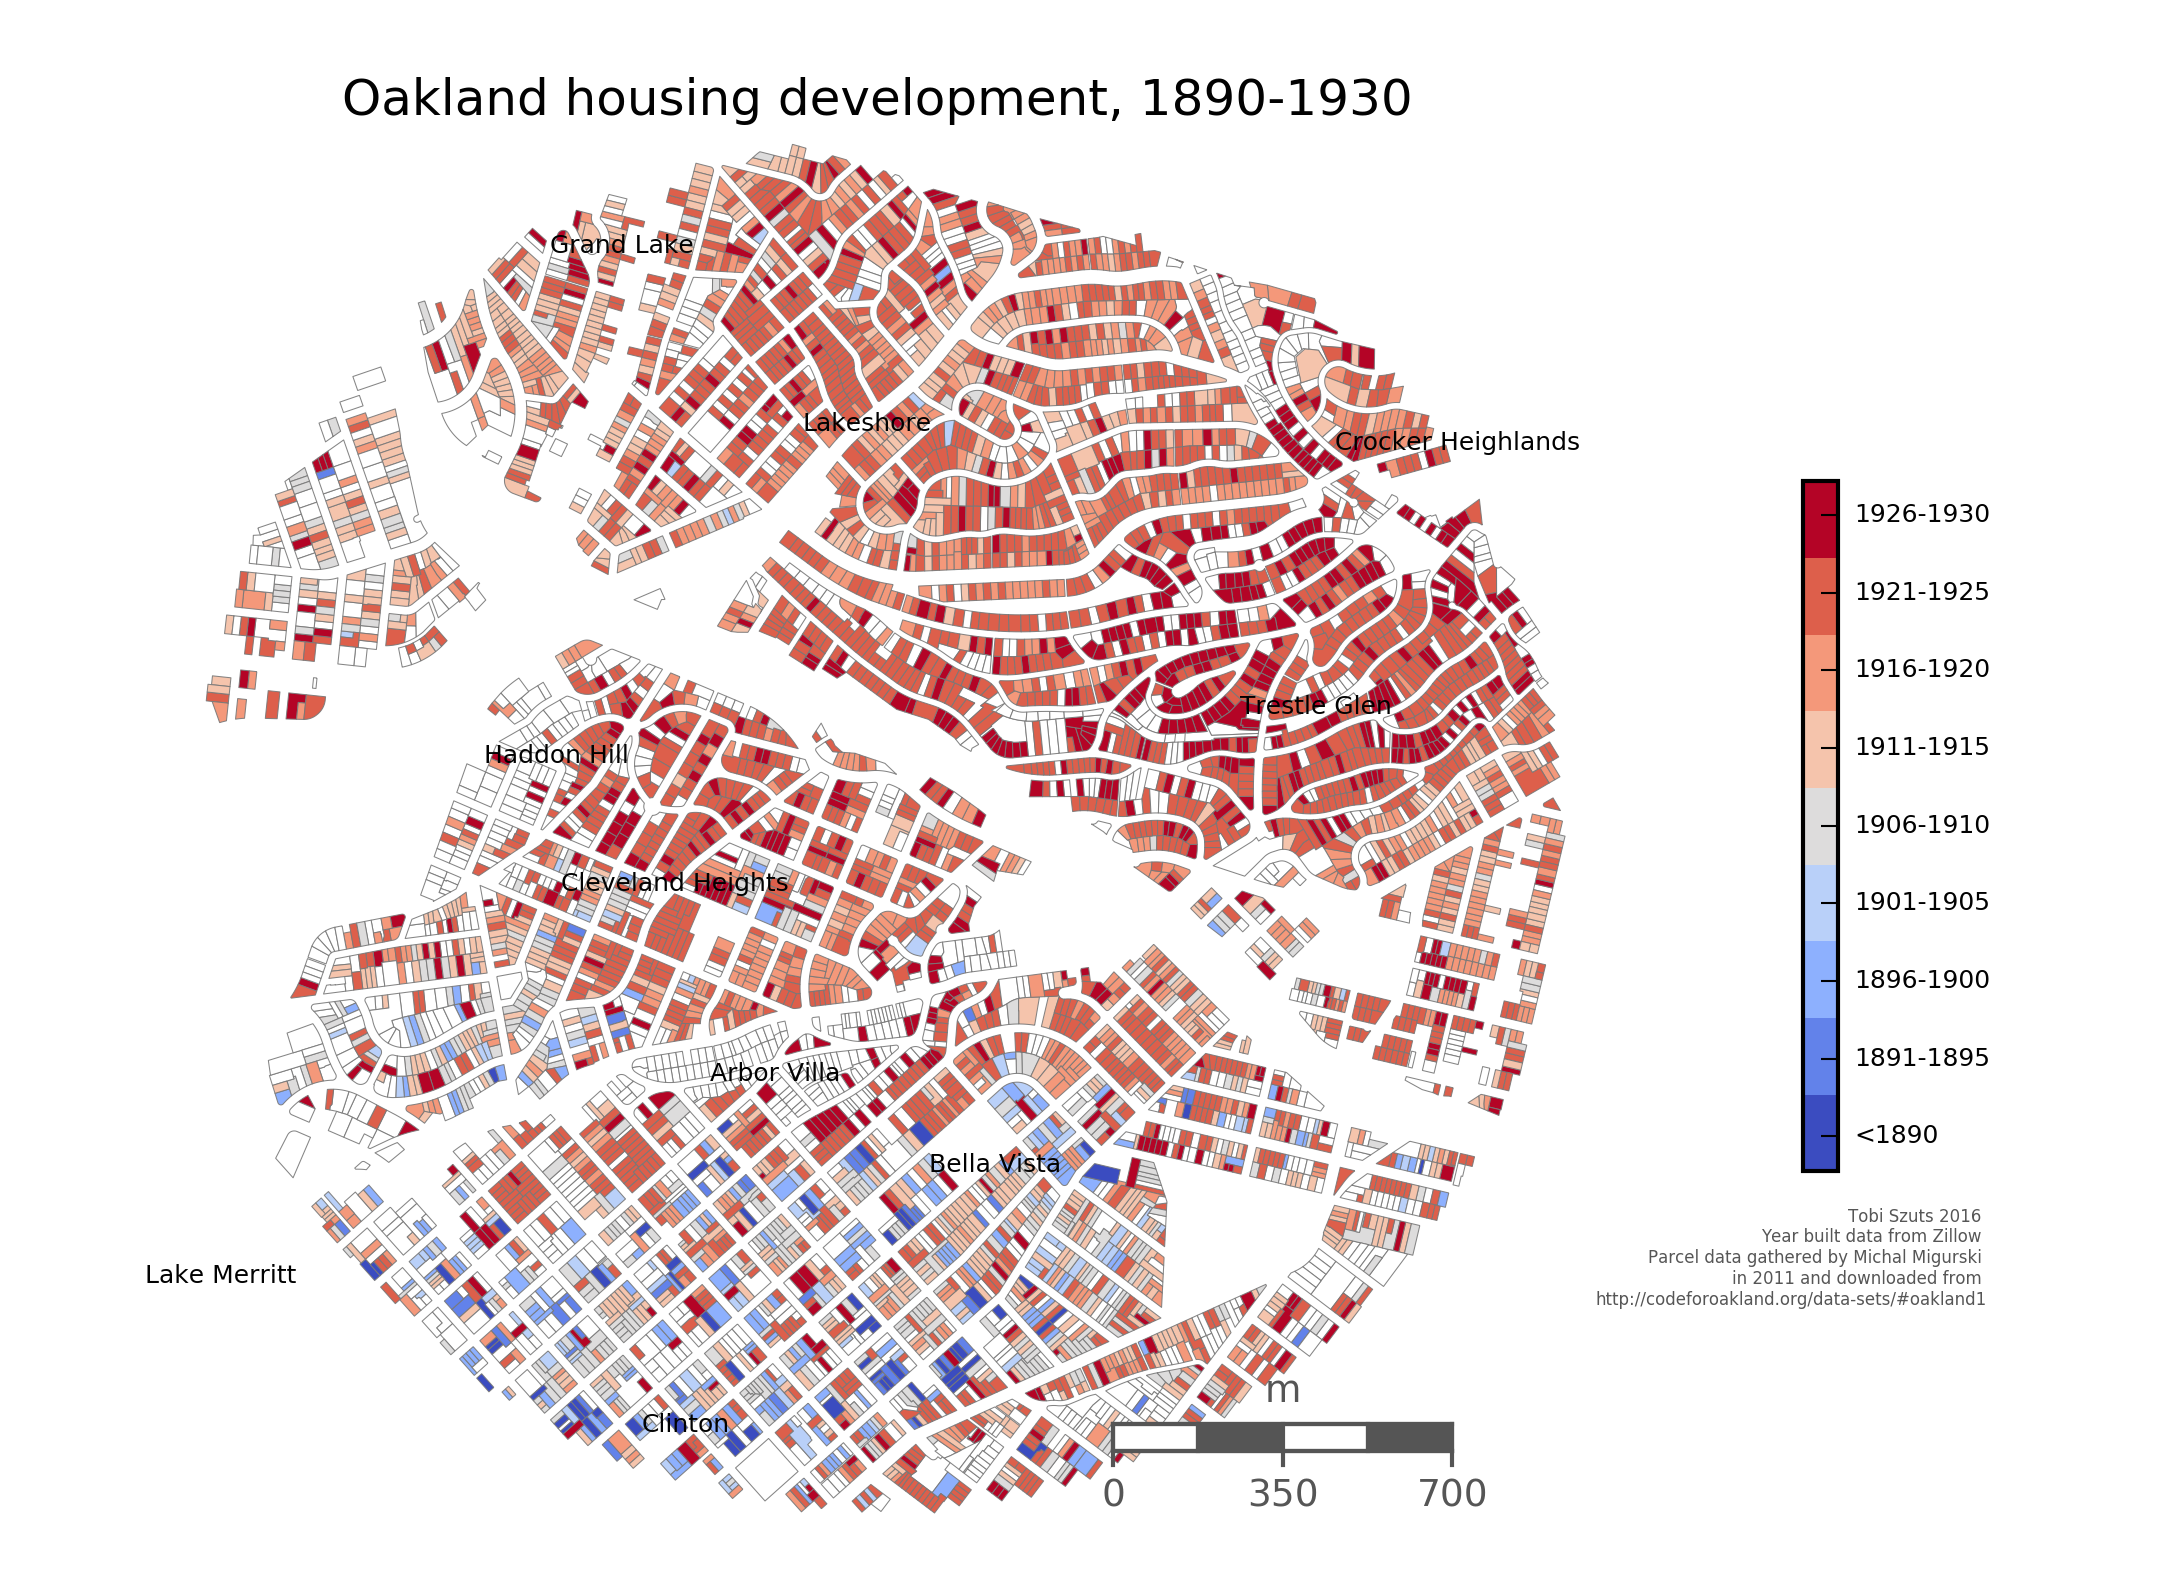 Oakland housing development, 1890-1930
Grand Lake
Lakeshore
Crocker Heighlands
Trestle Glen
Haddon Hill
Cleveland Heights
Arbor Villa
Bella Vista
Lake Merritt
Clinton
1926-1930
1921-1925
1916-1920
1911-1915
1906-1910
1901-1905
1896-1900
1891-1895
<1890
Tobi Szuts 2016
Year built data from Zillow
Parcel data gathered by Michal Migurski
in 2011 and downloaded from
http://codeforoakland.org/data-sets/#oakland1
m
0 350 700